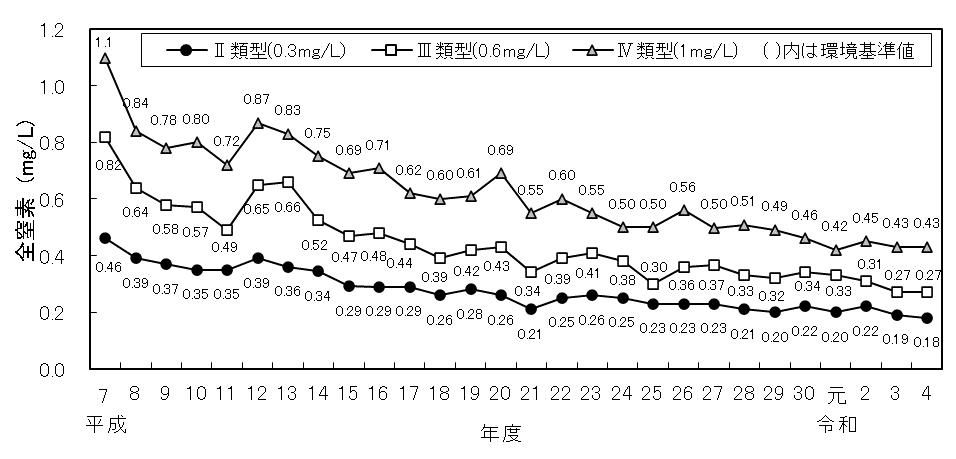 1.2
1.0
0.8
0.6
0.4
0.2
0.0
全窒素 (mg/L)
Ⅱ類型(0.3mg/L) Ⅲ類型(0.6mg/L) Ⅳ類型(1mg/L) ( )内は環境基準値
1.1 0.84 0.78 0.80 0.72 0.87 0.83 0.75 0.69 0.71 0.62 0.60 0.61 0.69 0.55 0.60 0.55 0.50 0.50 0.56 0.50 0.51 0.49 0.46 0.42 0.45 0.43 0.43
0.82 0.64 0.58 0.57 0.49 0.65 0.66 0.52 0.47 0.48 0.44 0.39 0.42 0.43 0.34 0.39 0.41 0.38 0.30 0.36 0.37 0.33 0.32 0.34 0.33 0.31 0.27 0.27
0.46 0.39 0.37 0.35 0.35 0.39 0.36 0.34 0.29 0.29 0.29 0.26 0.28 0.26 0.21 0.25 0.26 0.25 0.23 0.23 0.23 0.21 0.20 0.22 0.20 0.22 0.19 0.18
7 8 9 10 11 12 13 14 15 16 17 18 19 20 21 22 23 24 25 26 27 28 29 30 元 2 3 4
平成 令和
年度